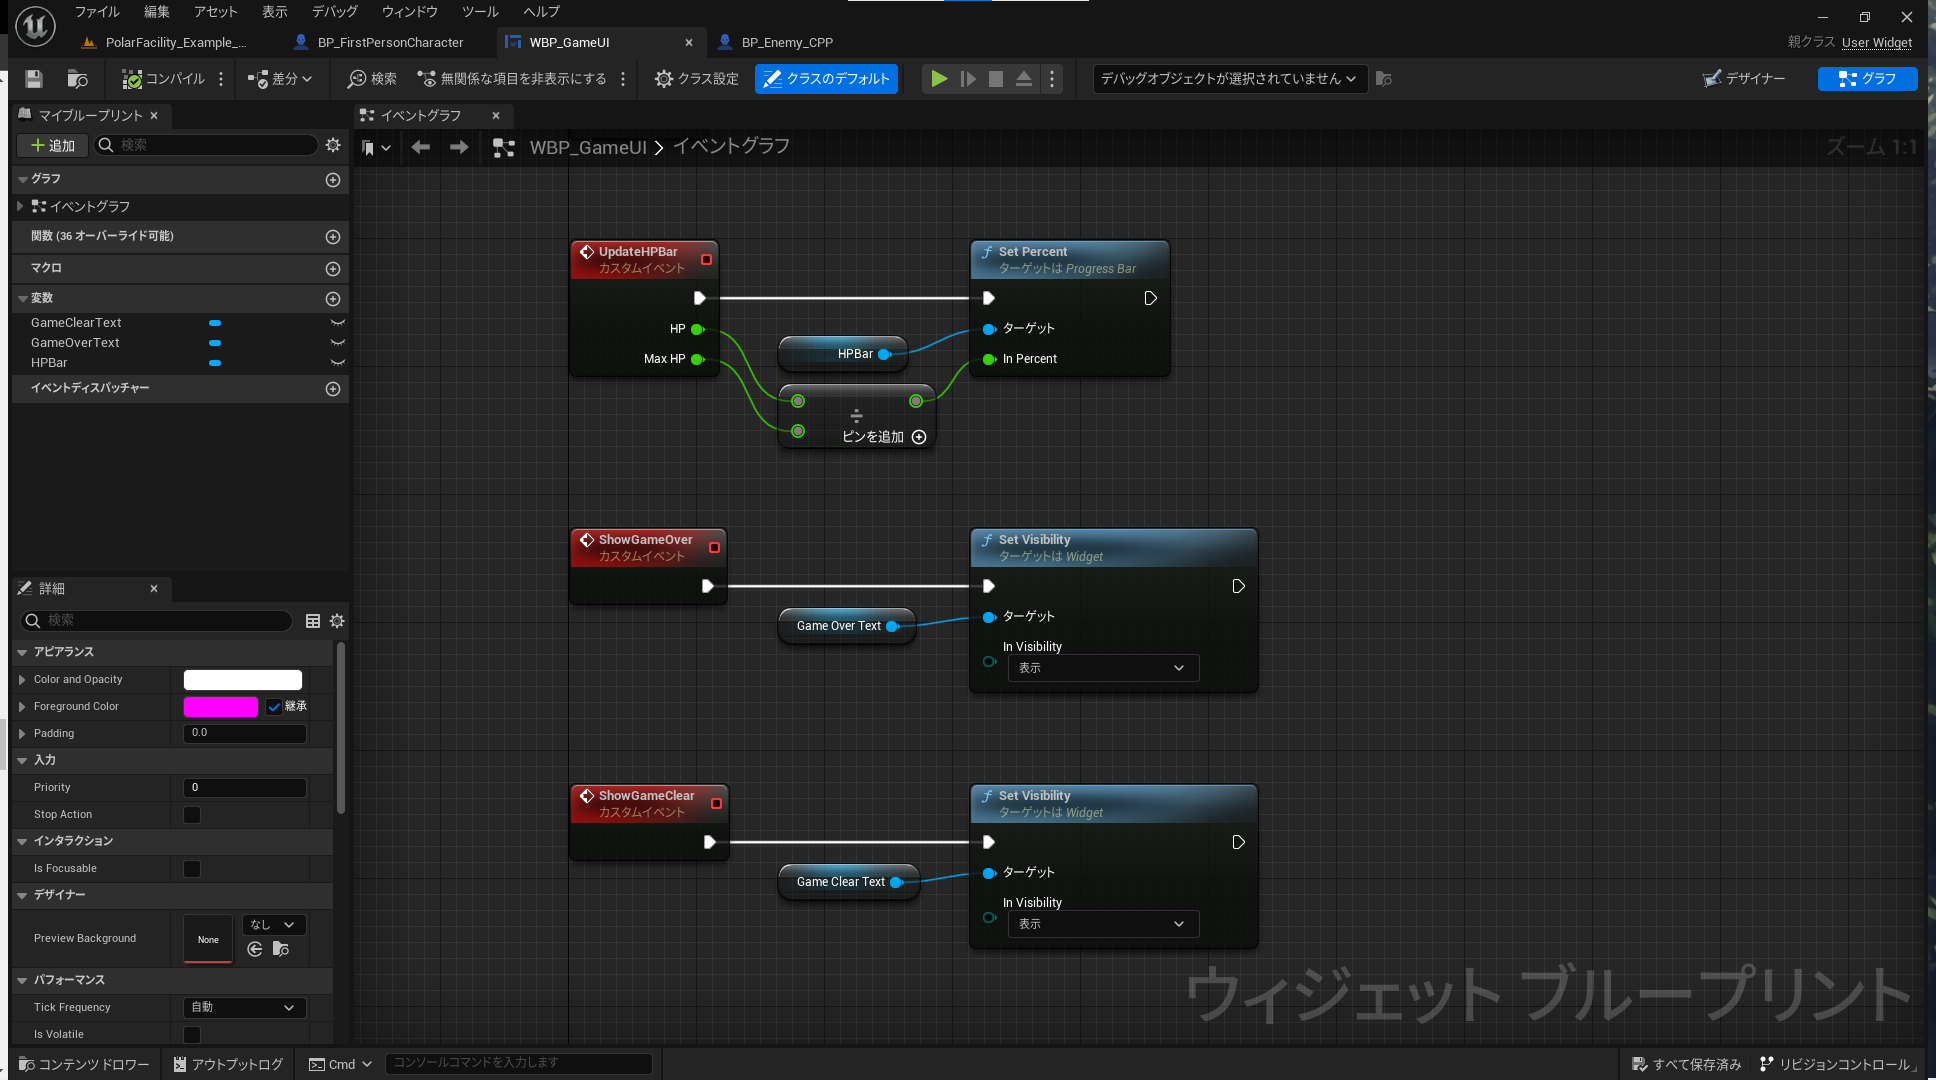 ファイル 編集 アセット 表示 デバッグ ウィンドウ ツール ヘルプ
PolarFacility_Example_... BP_FirstPersonCharacter WBP_GameUI BP_Enemy_CPP
親クラス User Widget
コンパイル 差分 検索 無関係な項目を非表示にする クラス設定 クラスのデフォルト デバッグオブジェクトが選択されていません デザイナー グラフ
マイブループリント
イベントグラフ
追加 検索
WBP_GameUI > イベントグラフ
ズーム 1:1
グラフ
イベントグラフ
関数 (36 オーバーライド可能)
マクロ
変数
GameClearText
GameOverText
HPBar
イベントディスパッチャー
UpdateHPBar
カスタムイベント
HP
Max HP
HPBar
÷
ピンを追加
Set Percent
ターゲットは Progress Bar
ターゲット
In Percent
ShowGameOver
カスタムイベント
Game Over Text
Set Visibility
ターゲットは Widget
ターゲット
In Visibility
表示
ShowGameClear
カスタムイベント
Game Clear Text
Set Visibility
ターゲットは Widget
ターゲット
In Visibility
表示
詳細
検索
アピアランス
Color and Opacity
Foreground Color 継承
Padding 0.0
入力
Priority 0
Stop Action
インタラクション
Is Focusable
デザイナー
Preview Background None なし
パフォーマンス
Tick Frequency 自動
Is Volatile
ウィジェット ブループリント
コンテンツ ドロワー アウトプットログ Cmd コンソールコマンドを入力します すべて保存済み リビジョンコントロール